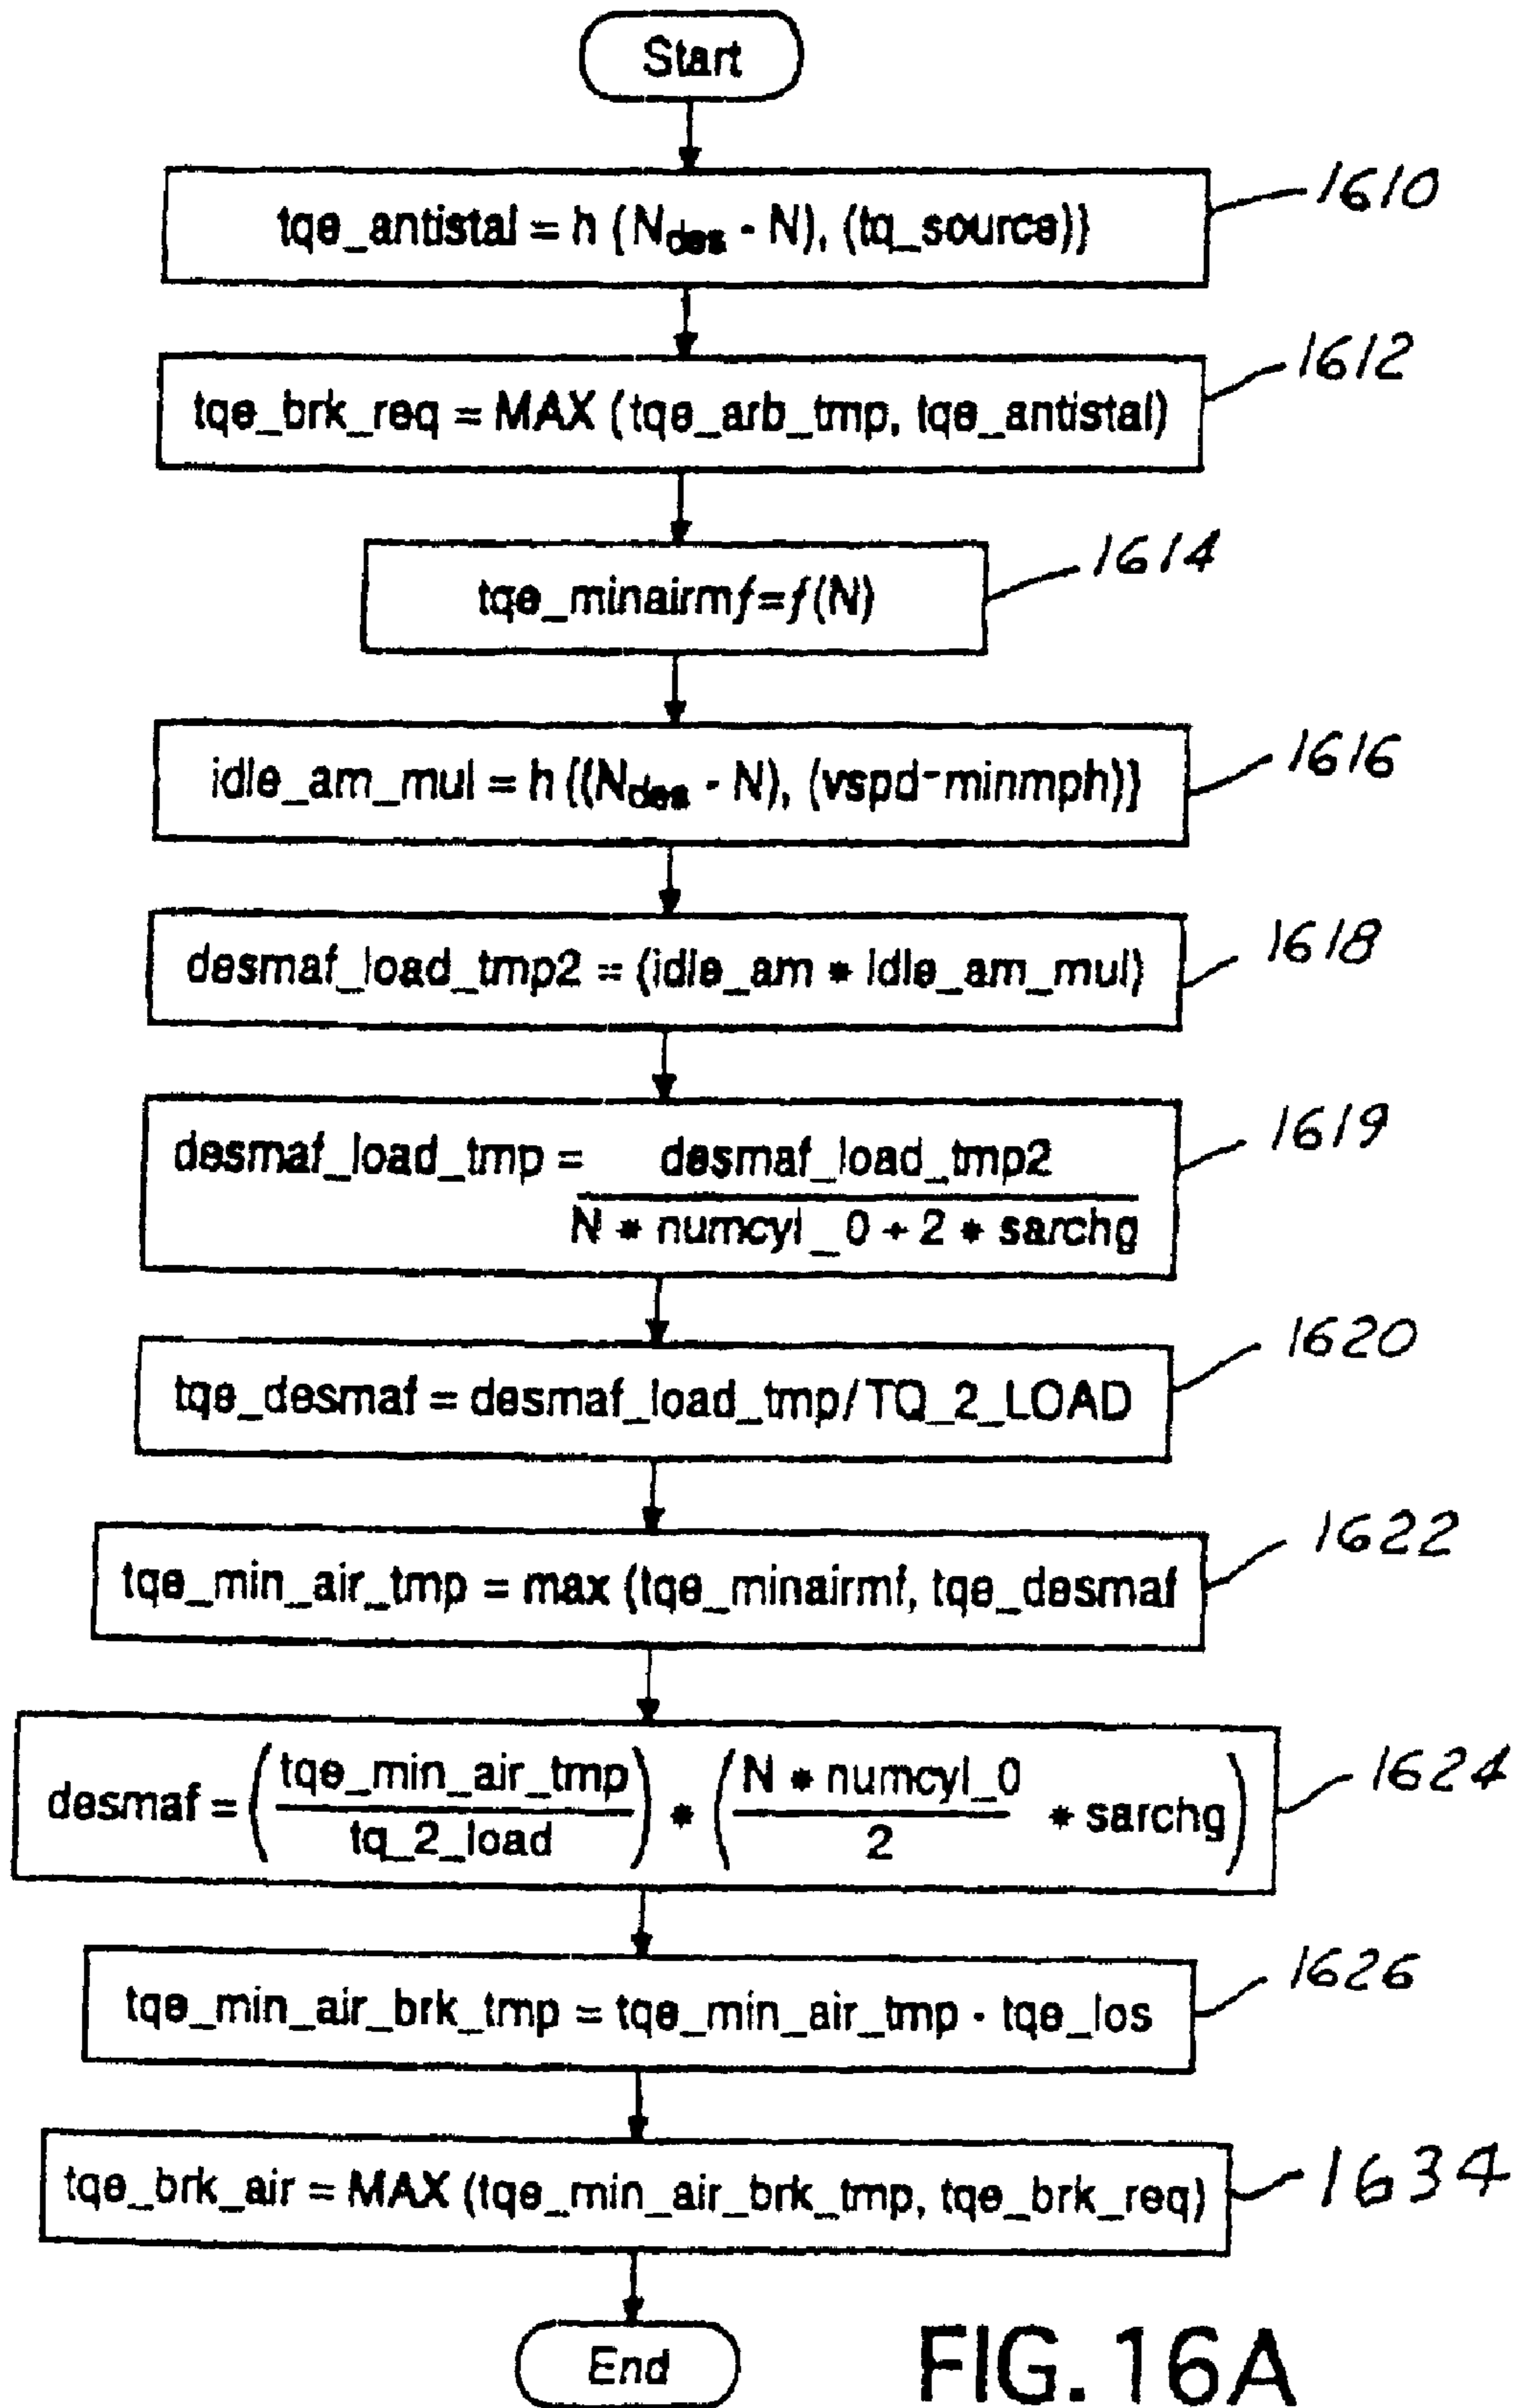 Start
tqe_antistal = h {N_des - N), (tq_source)}
1610
tqe_brk_req = MAX (tqe_arb_tmp, tqe_antistal)
1612
tqe_minairmf=f(N)
1614
idle_am_mul = h {(N_des - N), (vspd-minmph)}
1616
desmaf_load_tmp2 = (idle_am * idle_am_mul)
1618
desmaf_load_tmp = desmaf_load_tmp2
N * numcyl_0 ÷ 2 * sarchg
1619
tqe_desmaf = desmaf_load_tmp/TQ_2_LOAD
1620
tqe_min_air_tmp = max (tqe_minairmf, tqe_desmaf
1622
desmaf = (tqe_min_air_tmp / tq_2_load) * (N * numcyl_0 / 2 * sarchg)
1624
tqe_min_air_brk_tmp = tqe_min_air_tmp - tqe_los
1626
tqe_brk_air = MAX (tqe_min_air_brk_tmp, tqe_brk_req)
1634
End
FIG. 16A